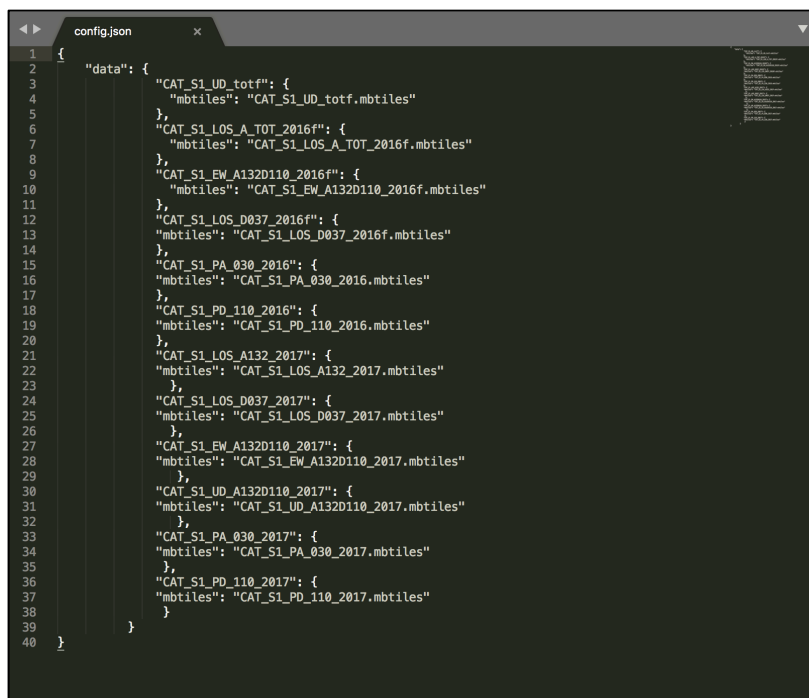 config.json ×
1 {
2 "data": {
3 "CAT_S1_UD_totf": {
4 "mbtiles": "CAT_S1_UD_totf.mbtiles"
5 },
6 "CAT_S1_LOS_A_TOT_2016f": {
7 "mbtiles": "CAT_S1_LOS_A_TOT_2016f.mbtiles"
8 },
9 "CAT_S1_EW_A132D110_2016f": {
10 "mbtiles": "CAT_S1_EW_A132D110_2016f.mbtiles"
11 },
12 "CAT_S1_LOS_D037_2016f": {
13 "mbtiles": "CAT_S1_LOS_D037_2016f.mbtiles"
14 },
15 "CAT_S1_PA_030_2016": {
16 "mbtiles": "CAT_S1_PA_030_2016.mbtiles"
17 },
18 "CAT_S1_PD_110_2016": {
19 "mbtiles": "CAT_S1_PD_110_2016.mbtiles"
20 },
21 "CAT_S1_LOS_A132_2017": {
22 "mbtiles": "CAT_S1_LOS_A132_2017.mbtiles"
23 },
24 "CAT_S1_LOS_D037_2017": {
25 "mbtiles": "CAT_S1_LOS_D037_2017.mbtiles"
26 },
27 "CAT_S1_EW_A132D110_2017": {
28 "mbtiles": "CAT_S1_EW_A132D110_2017.mbtiles"
29 },
30 "CAT_S1_UD_A132D110_2017": {
31 "mbtiles": "CAT_S1_UD_A132D110_2017.mbtiles"
32 },
33 "CAT_S1_PA_030_2017": {
34 "mbtiles": "CAT_S1_PA_030_2017.mbtiles"
35 },
36 "CAT_S1_PD_110_2017": {
37 "mbtiles": "CAT_S1_PD_110_2017.mbtiles"
38 }
39 }
40 }